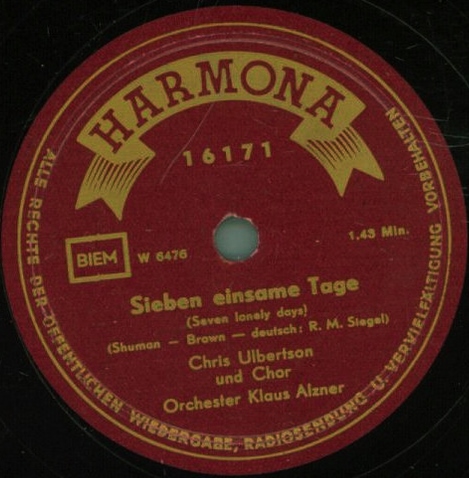 HARMONA
16171
BIEM
W 6476
1,43 Min.
Sieben einsame Tage
(Seven lonely days)
(Shuman – Brown – deutsch: R. M. Siegel)
Chris Ulbertson
und Chor
Orchester Klaus Alzner
ALLE RECHTE DER ÖFFENTLICHEN WIEDERGABE, RADIOSENDUNG U. VERVIELFÄLTIGUNG VORBEHALTEN